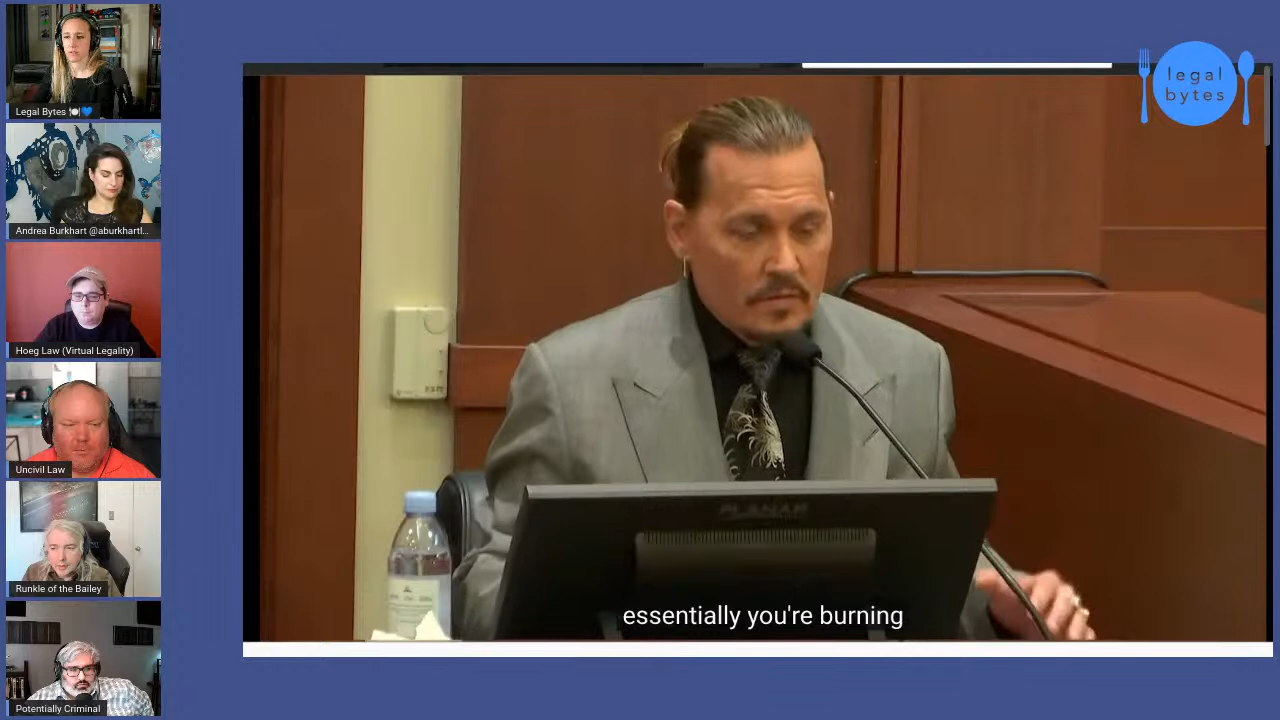 Legal Bytes 🍽️💙
Andrea Burkhart @aburkhartl...
Hoeg Law (Virtual Legality)
Uncivil Law
Runkle of the Bailey
Potentially Criminal
legal
bytes
PLANAR
essentially you're burning